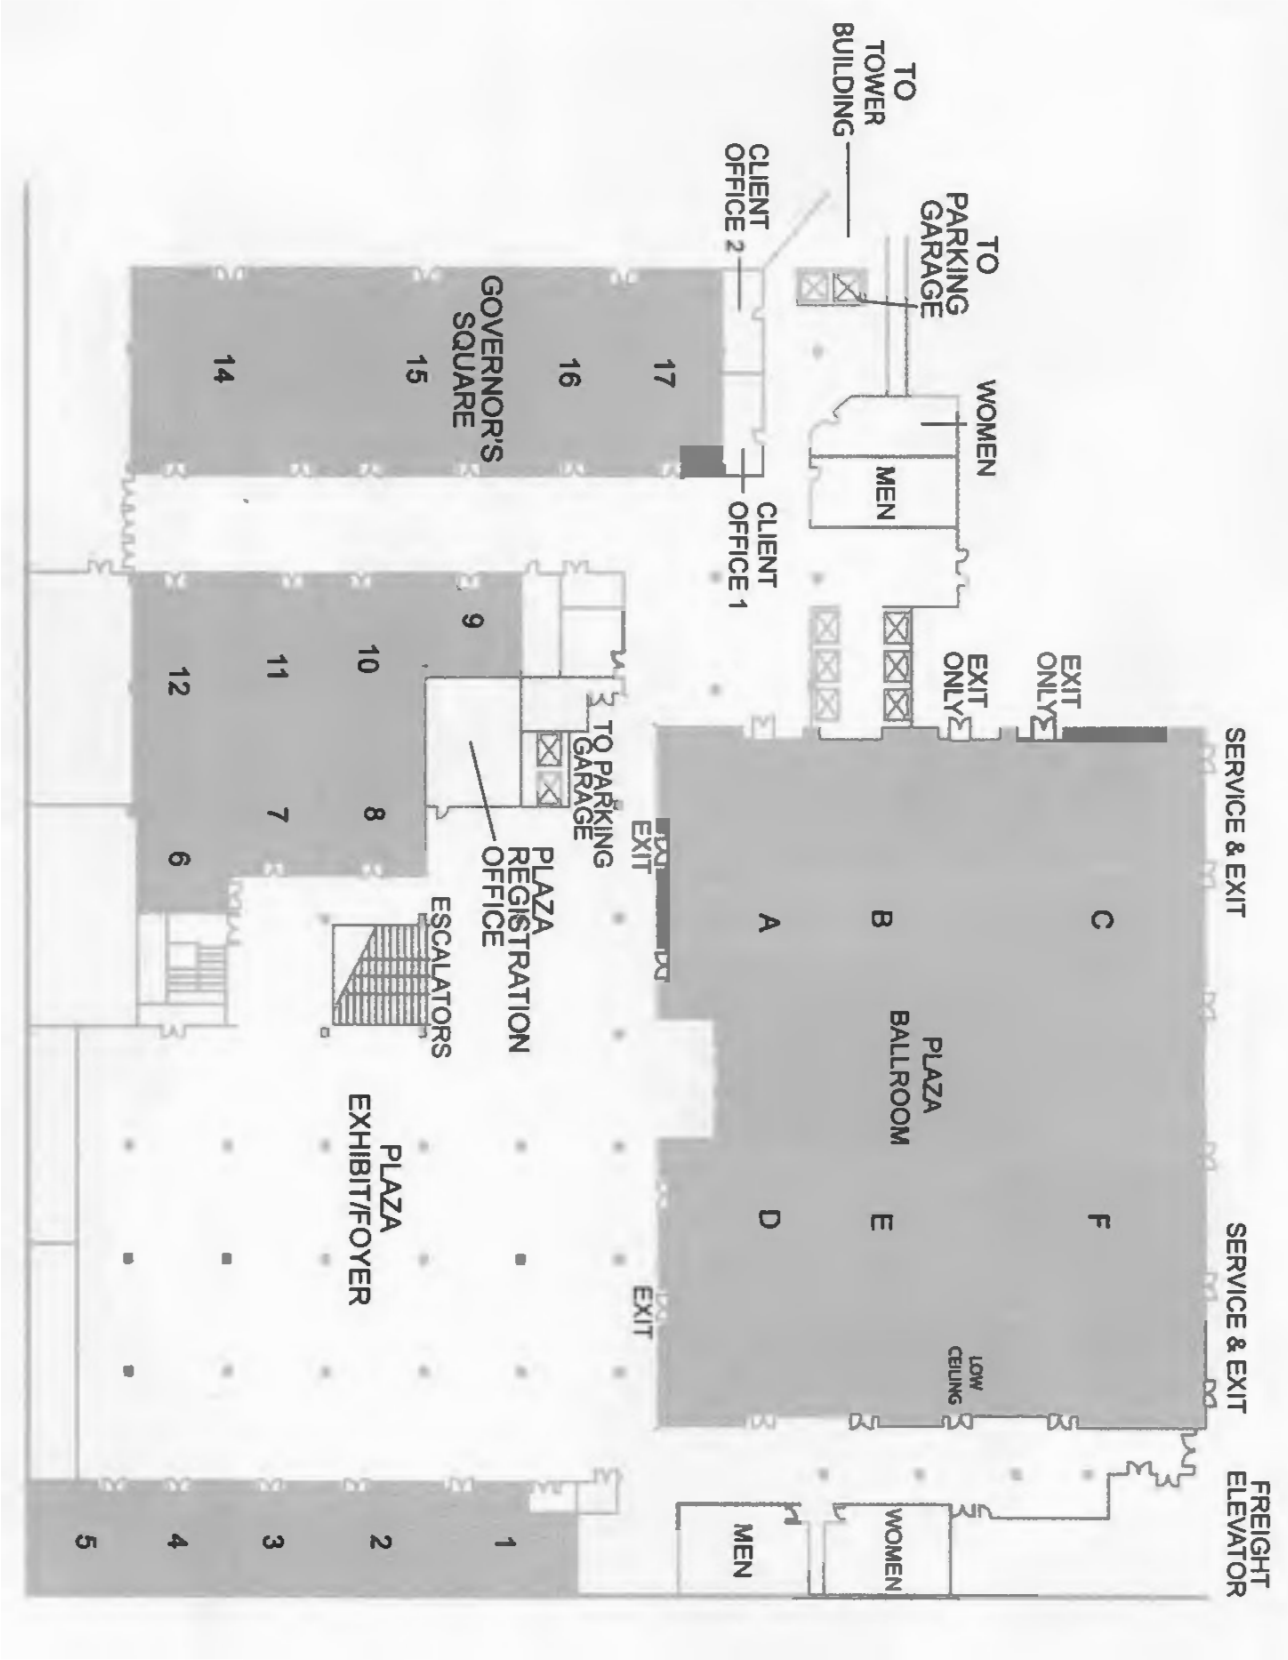 SERVICE & EXIT
SERVICE & EXIT
FREIGHT
ELEVATOR
EXIT
ONLY
EXIT
ONLY
C
F
TO
PARKING
GARAGE
WOMEN
TO
TOWER
BUILDING
MEN
B
PLAZA
BALLROOM
E
LOW
CEILING
WOMEN
CLIENT
OFFICE 2
CLIENT
OFFICE 1
A
D
MEN
17
EXIT
EXIT
TO PARKING
GARAGE
16
GOVERNOR'S
SQUARE
9
PLAZA
REGISTRATION
OFFICE
1
15
10
8
ESCALATORS
PLAZA
EXHIBIT/FOYER
2
14
11
7
3
12
6
4
5